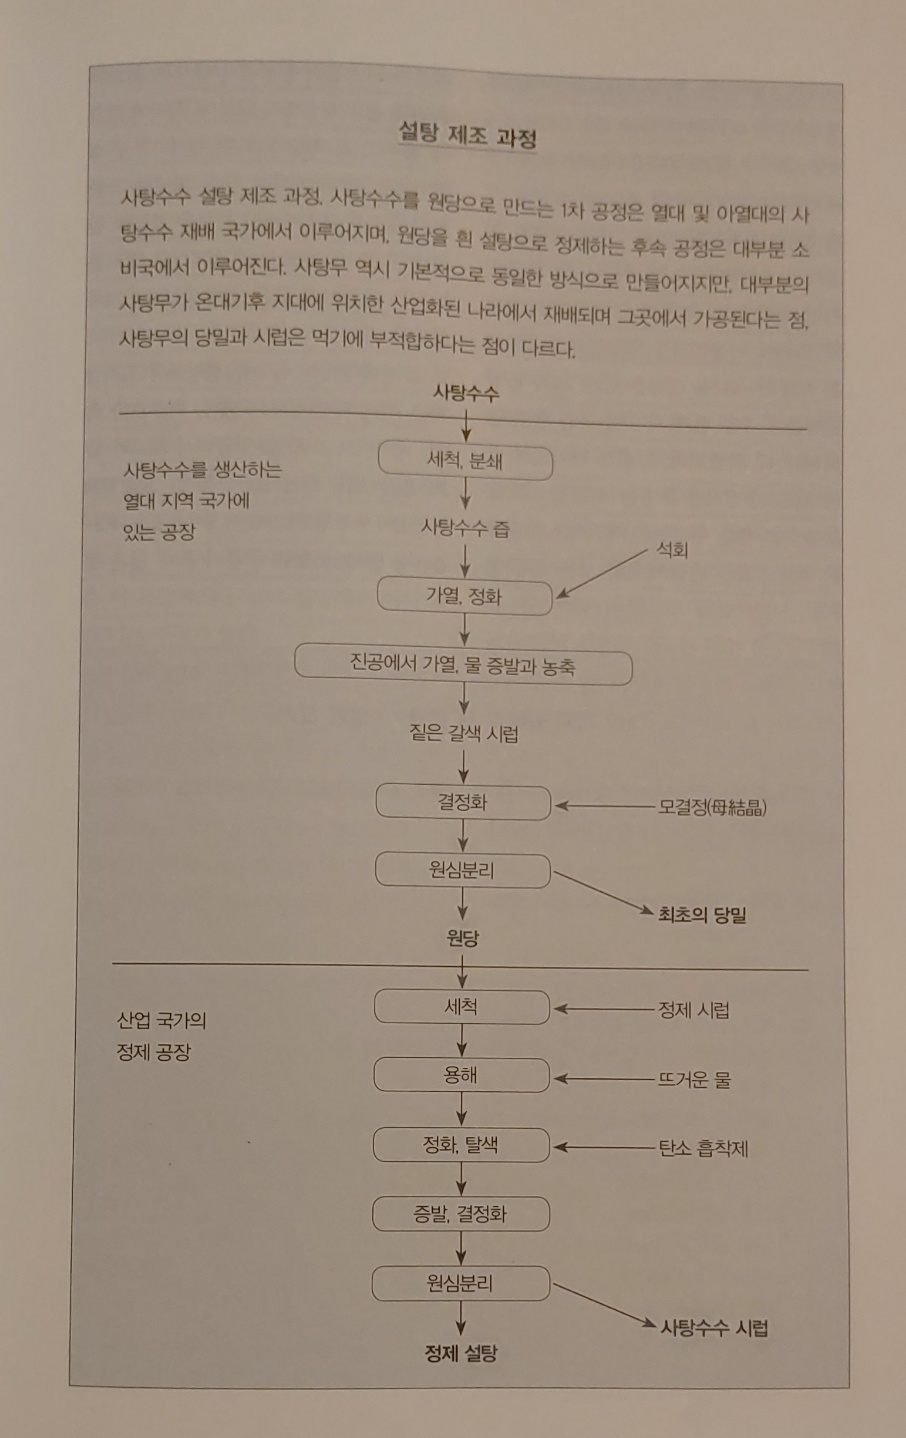 설탕 제조 과정
사탕수수 설탕 제조 과정. 사탕수수를 원당으로 만드는 1차 공정은 열대 및 아열대의 사
탕수수 재배 국가에서 이루어지며, 원당을 흰 설탕으로 정제하는 후속 공정은 대부분 소
비국에서 이루어진다. 사탕무 역시 기본적으로 동일한 방식으로 만들어지지만, 대부분의
사탕무가 온대기후 지대에 위치한 산업화된 나라에서 재배되며 그곳에서 가공된다는 점,
사탕무의 당밀과 시럽은 먹기에 부적합하다는 점이 다르다.
사탕수수
사탕수수를 생산하는
열대 지역 국가에
있는 공장
세척, 분쇄
사탕수수 즙
석회
가열, 정화
진공에서 가열, 물 증발과 농축
짙은 갈색 시럽
결정화
모결정(母結晶)
원심분리
최초의 당밀
원당
산업 국가의
정제 공장
세척
정제 시럽
용해
뜨거운 물
정화, 탈색
탄소 흡착제
증발, 결정화
원심분리
사탕수수 시럽
정제 설탕